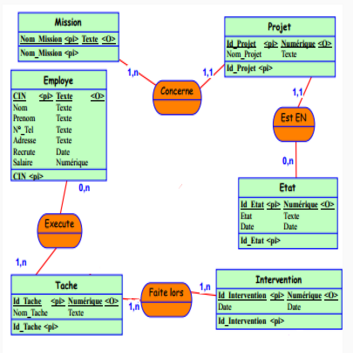 Mission
Nom_Mission <pi> Texte <O>
Nom_Mission <pi>
Projet
Id_Projet <pi> Numérique <O>
Nom_Projet Texte
Id_Projet <pi>
1,n
Concerne
1,1
Employe
CIN <pi> Texte <O>
Nom Texte
Prenom Texte
N°_Tel Texte
Adresse Texte
Recrute Date
Salaire Numérique
CIN <pi>
1,1
Est EN
0,n
0,n
Etat
Id_Etat <pi> Numérique <O>
Etat Texte
Date Date
Id_Etat <pi>
Execute
1,n
Tache
Id_Tache <pi> Numérique <O>
Nom_Tache Texte
Id_Tache <pi>
1,n
Faite lors
1,n
Intervention
Id_Intervention <pi> Numérique <O>
Date Date
Id_Intervention <pi>